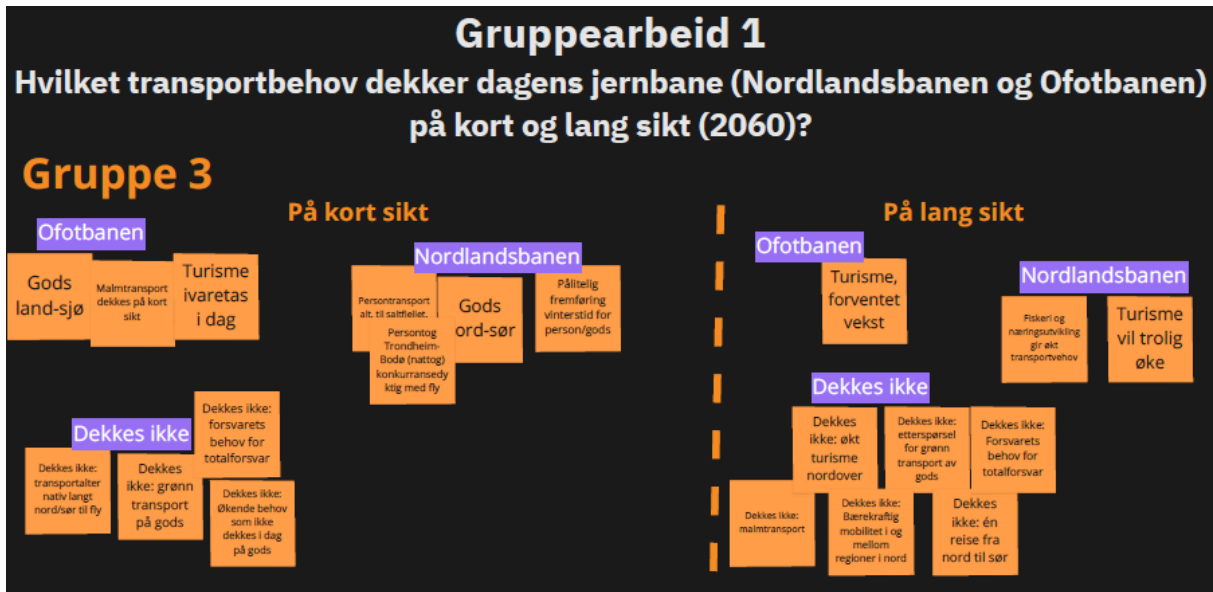 Gruppearbeid 1
Hvilket transportbehov dekker dagens jernbane (Nordlandsbanen og Ofotbanen)
på kort og lang sikt (2060)?
Gruppe 3
På kort sikt
Ofotbanen
Gods
land-sjø
Malmtransport
dekkes på kort
sikt
Turisme
ivaretas
i dag
Nordlandsbanen
Persontransport
alt. til saltfjellet.
Gods
ord-sør
Pålitelig
fremføring
vinterstid for
person/gods
Persontog
Trondheim-
Bodø (nattog)
konkurransedy
ktig med fly
Dekkes ikke
Dekkes ikke:
forsvarets
behov for
totalforsvar
Dekkes ikke:
transportalter
nativ langt
nord/sør til fly
Dekkes
ikke: grønn
transport
på gods
Dekkes ikke:
Økende behov
som ikke
dekkes i dag
på gods
På lang sikt
Ofotbanen
Turisme,
forventet
vekst
Nordlandsbanen
Fiskeri og
næringsutvikling
gir økt
transportvehov
Turisme
vil trolig
øke
Dekkes ikke
Dekkes
ikke: økt
turisme
nordover
Dekkes ikke:
etterspørsel
for grønn
transport av
gods
Dekkes ikke:
Forsvarets
behov for
totalforsvar
Dekkes ikke:
malmtransport
Dekkes ikke:
Bærekraftig
mobilitet i og
mellom
regioner i nord
Dekkes
ikke: én
reise fra
nord til sør